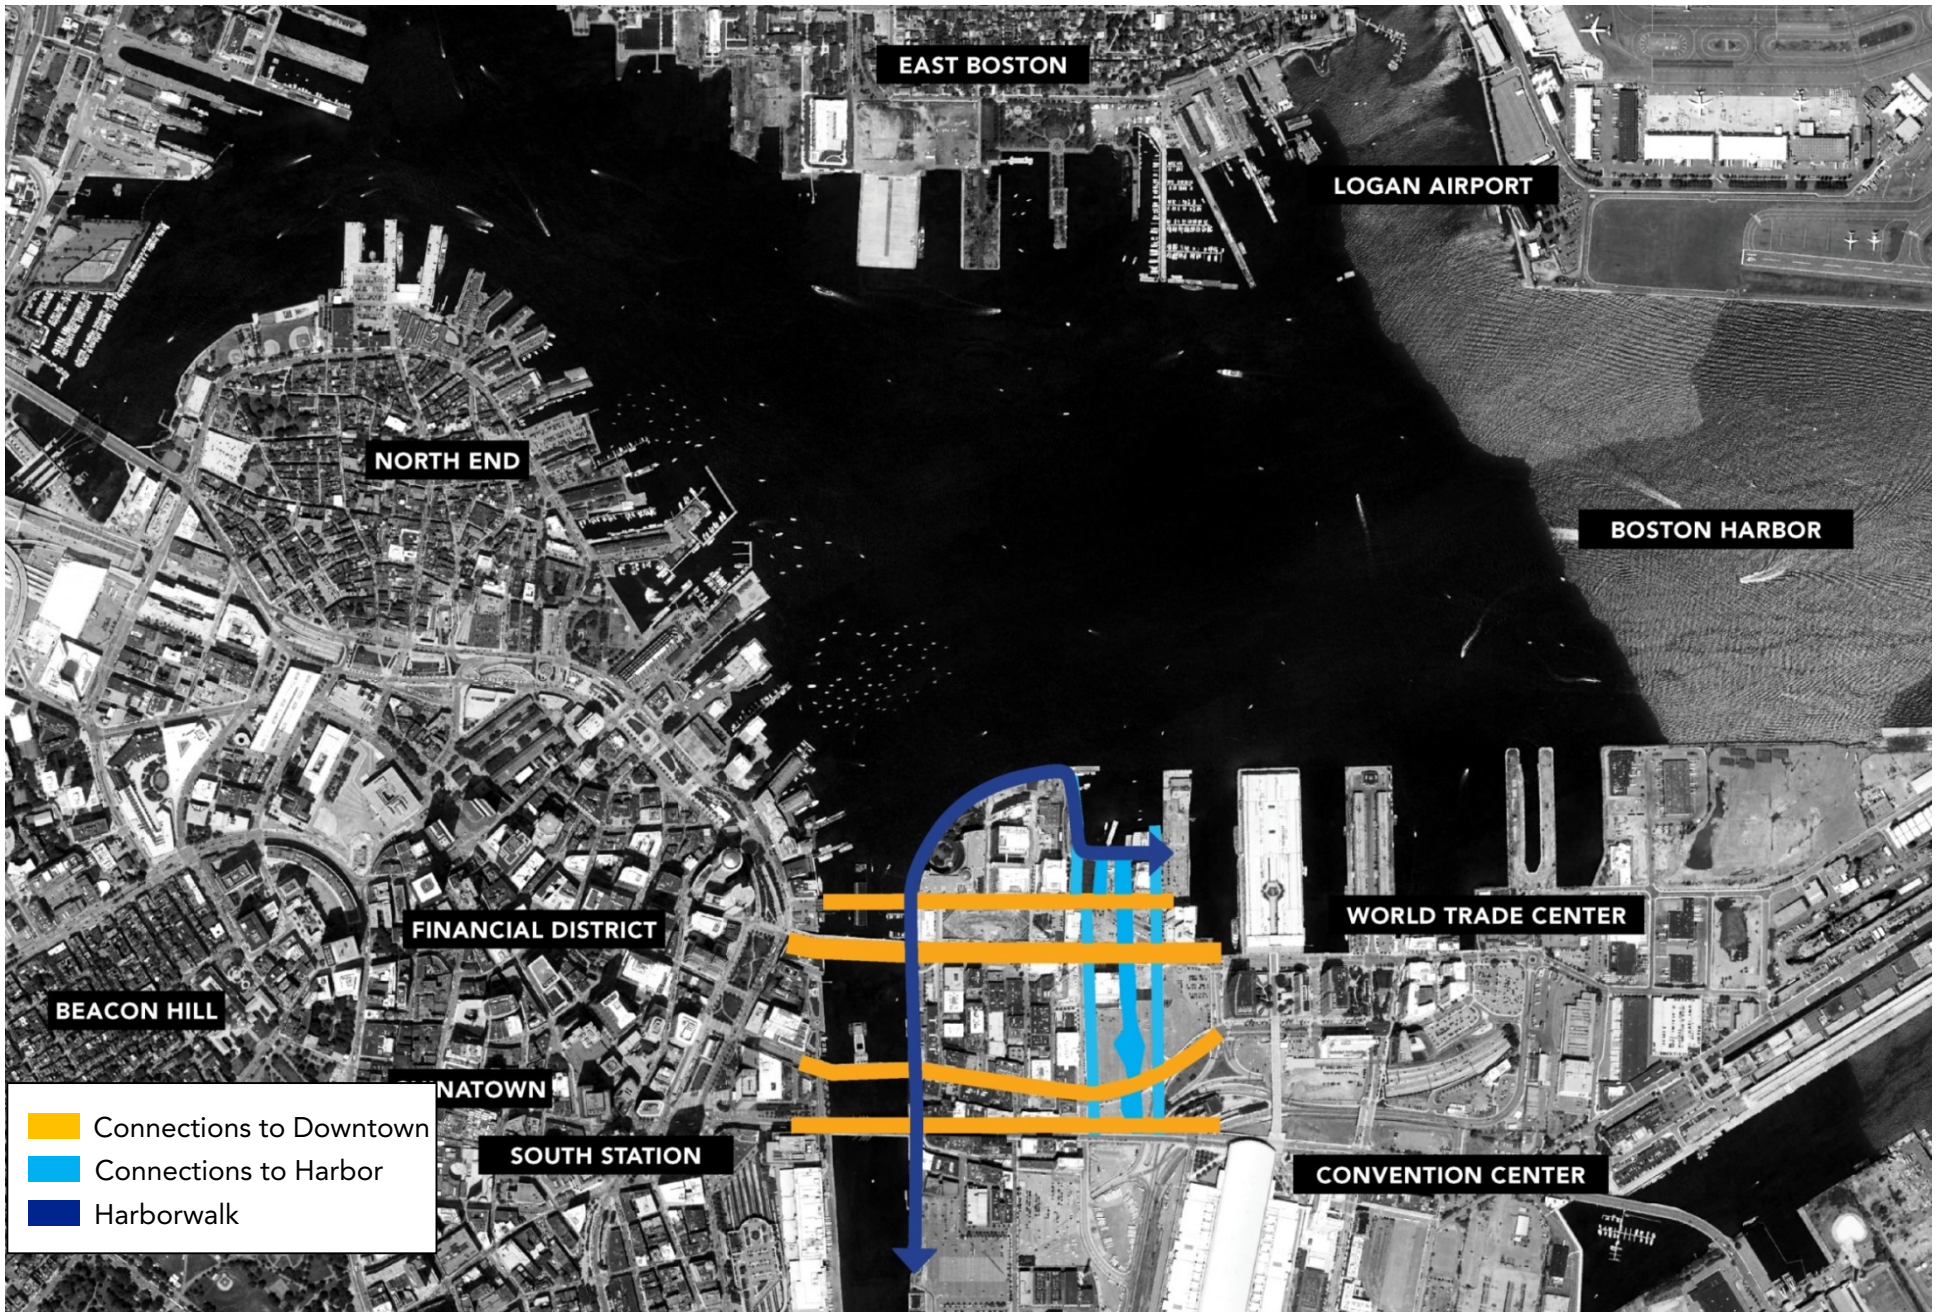 EAST BOSTON
LOGAN AIRPORT
NORTH END
BOSTON HARBOR
WORLD TRADE CENTER
FINANCIAL DISTRICT
BEACON HILL
NATOWN
SOUTH STATION
CONVENTION CENTER
Connections to Downtown
Connections to Harbor
Harborwalk